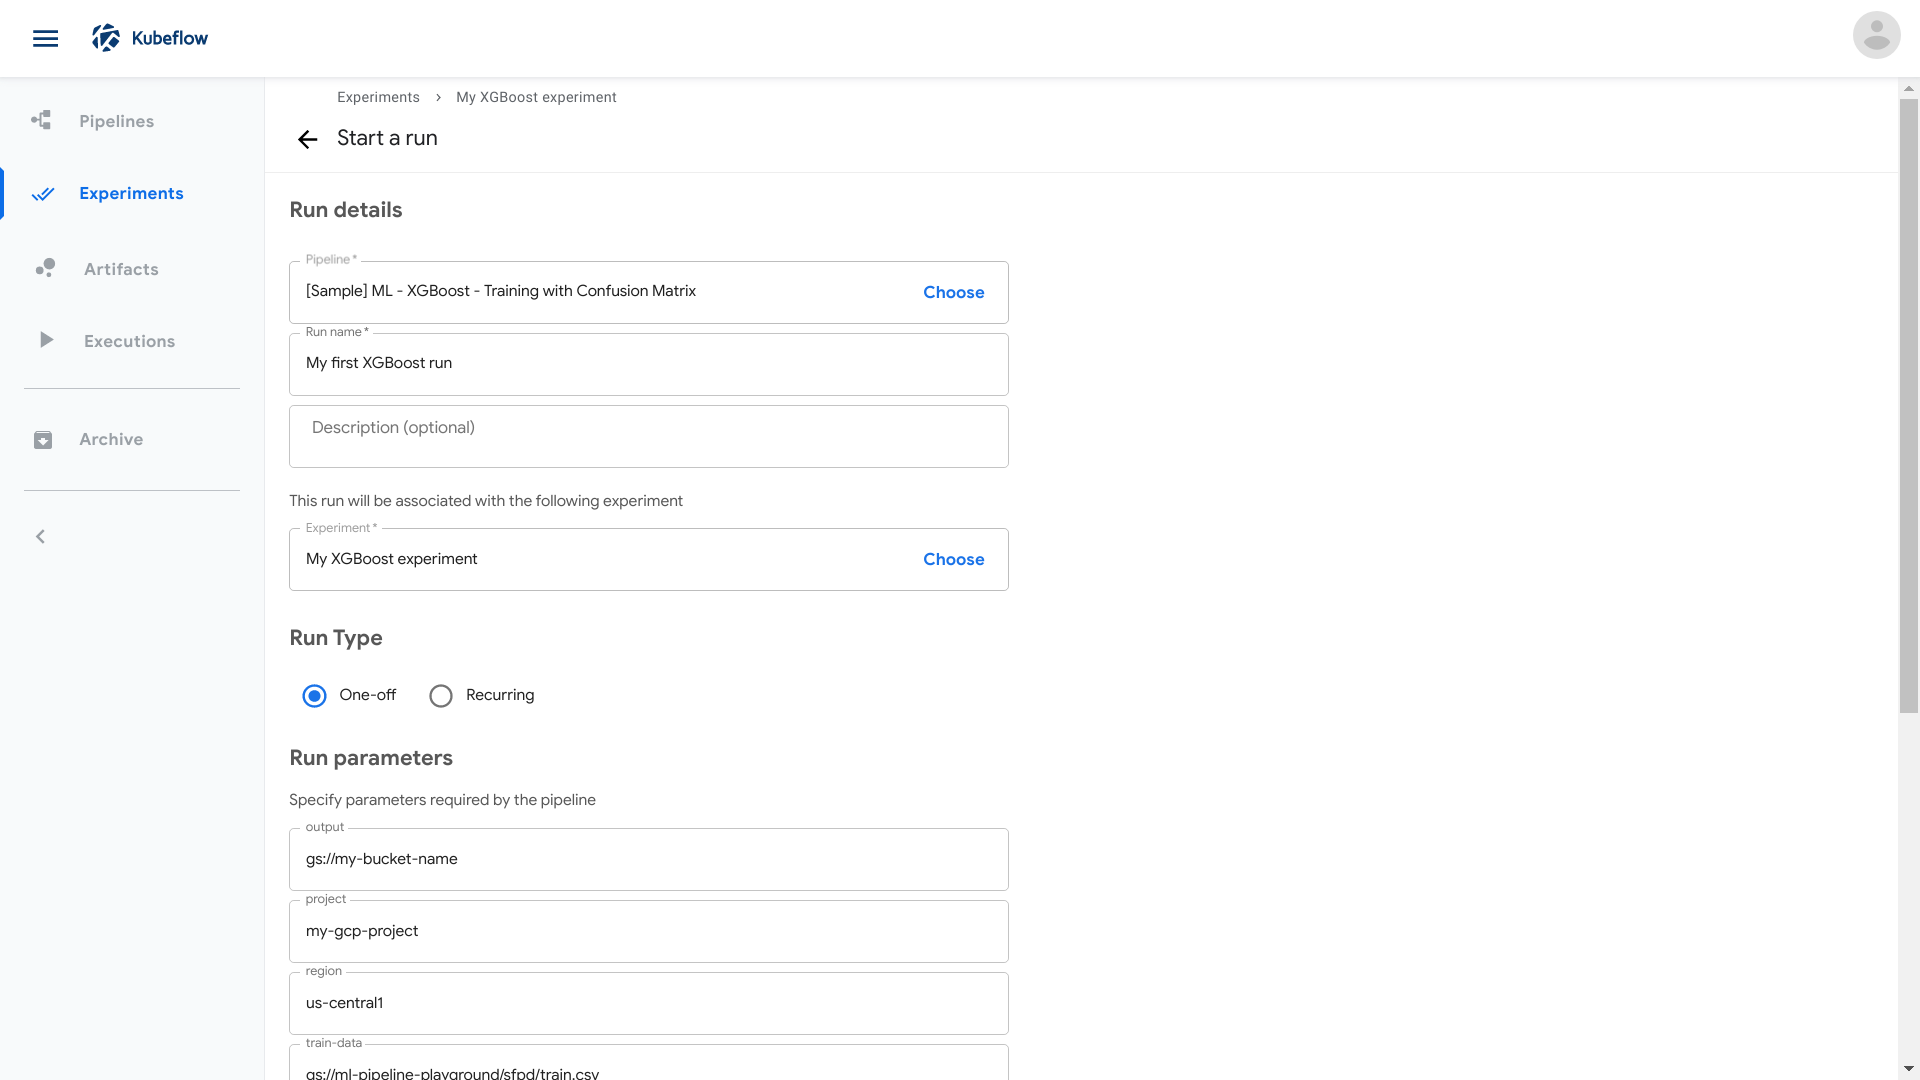 Kubeflow
Pipelines
Experiments
Artifacts
Executions
Archive
Experiments › My XGBoost experiment
Start a run
Run details
Pipeline *
[Sample] ML - XGBoost - Training with Confusion Matrix
Choose
Run name *
My first XGBoost run
Description (optional)
This run will be associated with the following experiment
Experiment *
My XGBoost experiment
Choose
Run Type
One-off Recurring
Run parameters
Specify parameters required by the pipeline
output
gs://my-bucket-name
project
my-gcp-project
region
us-central1
train-data
gs://ml-pipeline-playground/sfpd/train.csv